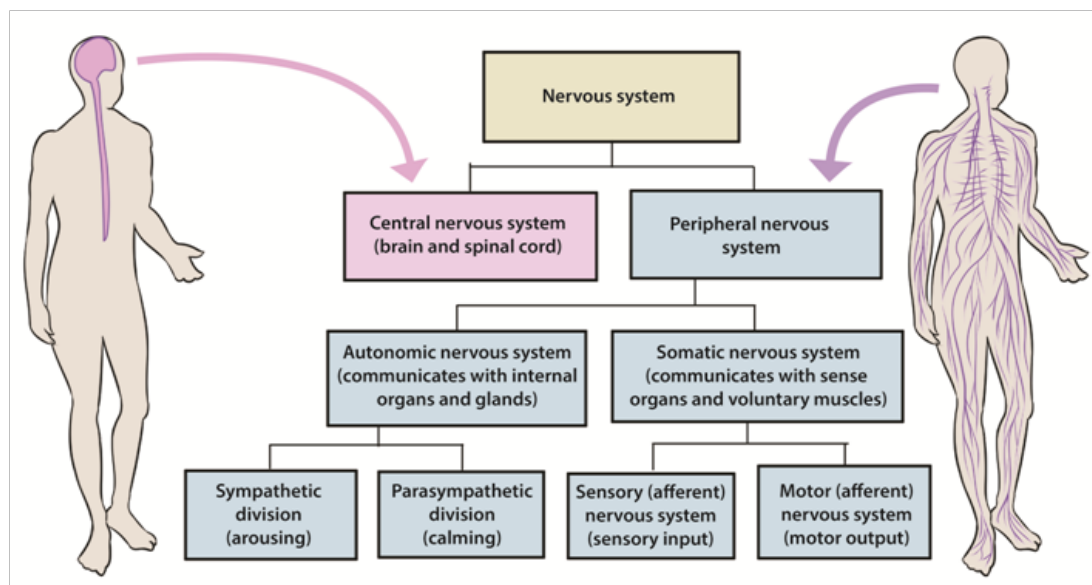 Nervous system
Central nervous system
(brain and spinal cord)
Peripheral nervous
system
Autonomic nervous system
(communicates with internal
organs and glands)
Somatic nervous system
(communicates with sense
organs and voluntary muscles)
Sympathetic
division
(arousing)
Parasympathetic
division
(calming)
Sensory (afferent)
nervous system
(sensory input)
Motor (afferent)
nervous system
(motor output)